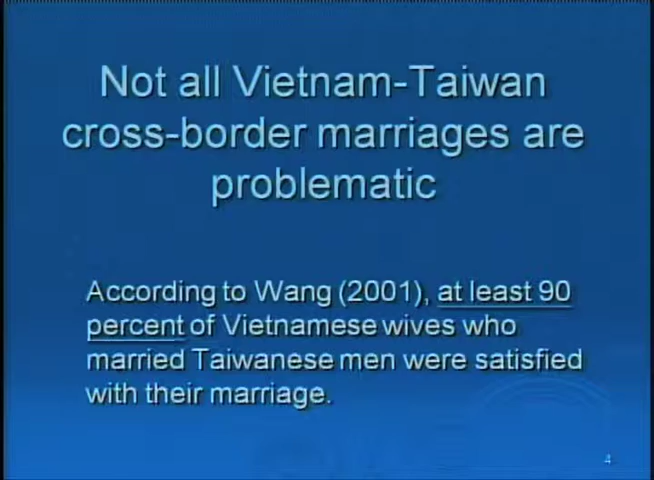 Not all Vietnam-Taiwan
cross-border marriages are
problematic
According to Wang (2001), at least 90
percent of Vietnamese wives who
married Taiwanese men were satisfied
with their marriage.
4